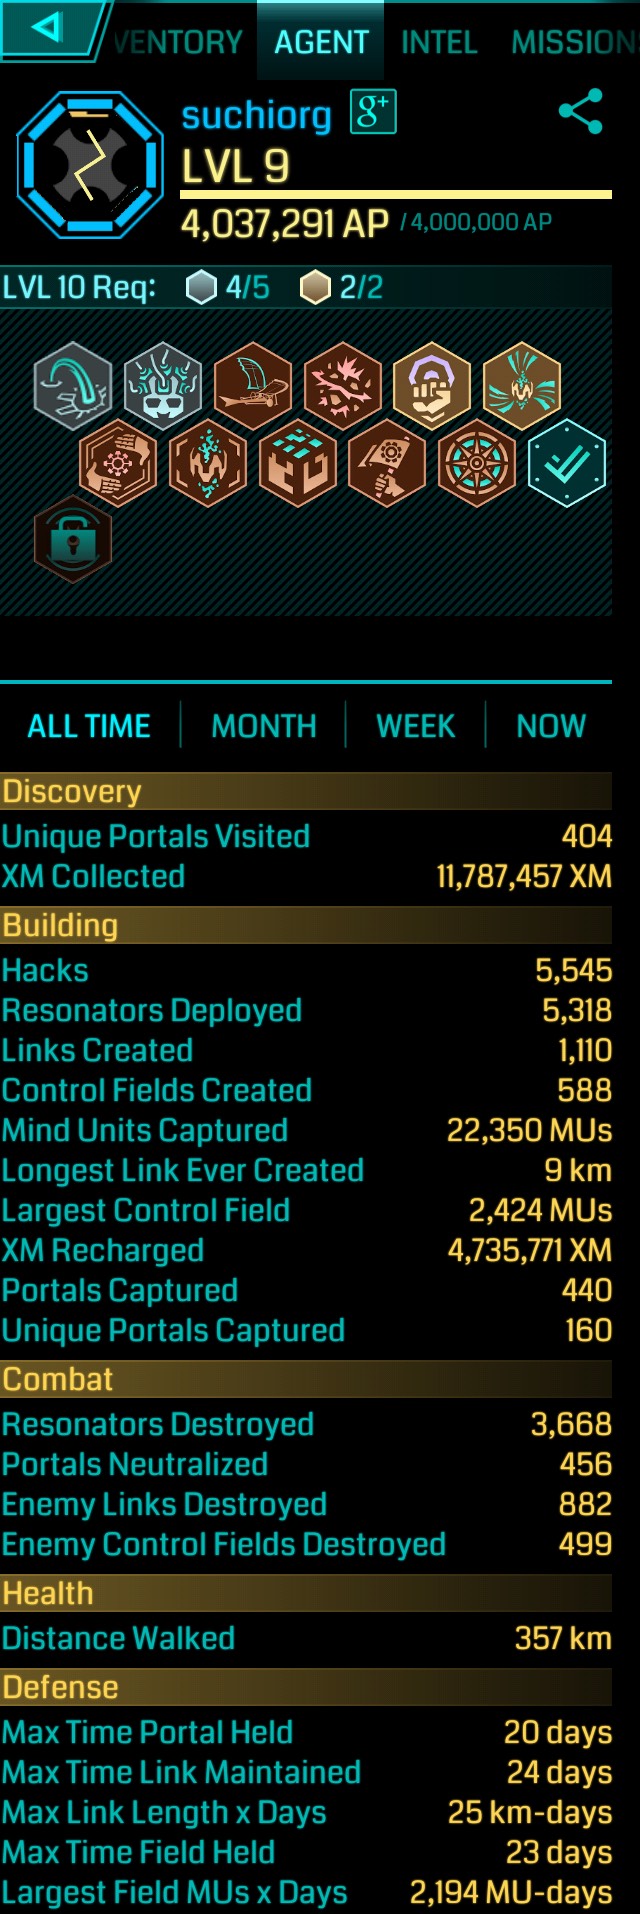 VENTORY AGENT INTEL MISSIONS
suchiorg g+
LVL 9
4,037,291 AP / 4,000,000 AP
LVL 10 Req: 4/5 2/2
ALL TIME MONTH WEEK NOW
Discovery
Unique Portals Visited 404
XM Collected 11,787,457 XM
Building
Hacks 5,545
Resonators Deployed 5,318
Links Created 1,110
Control Fields Created 588
Mind Units Captured 22,350 MUs
Longest Link Ever Created 9 km
Largest Control Field 2,424 MUs
XM Recharged 4,735,771 XM
Portals Captured 440
Unique Portals Captured 160
Combat
Resonators Destroyed 3,668
Portals Neutralized 456
Enemy Links Destroyed 882
Enemy Control Fields Destroyed 499
Health
Distance Walked 357 km
Defense
Max Time Portal Held 20 days
Max Time Link Maintained 24 days
Max Link Length x Days 25 km-days
Max Time Field Held 23 days
Largest Field MUs x Days 2,194 MU-days